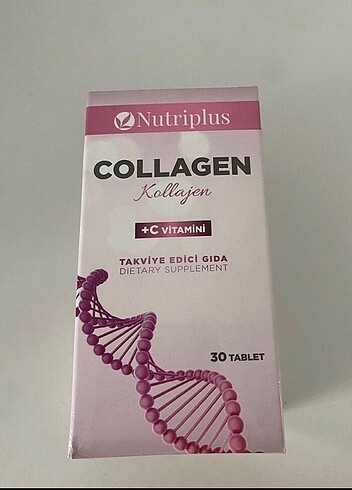 Nutriplus
COLLAGEN
Kollajen
+C VİTAMİNİ
TAKVİYE EDİCİ GIDA
DIETARY SUPPLEMENT
30 TABLET